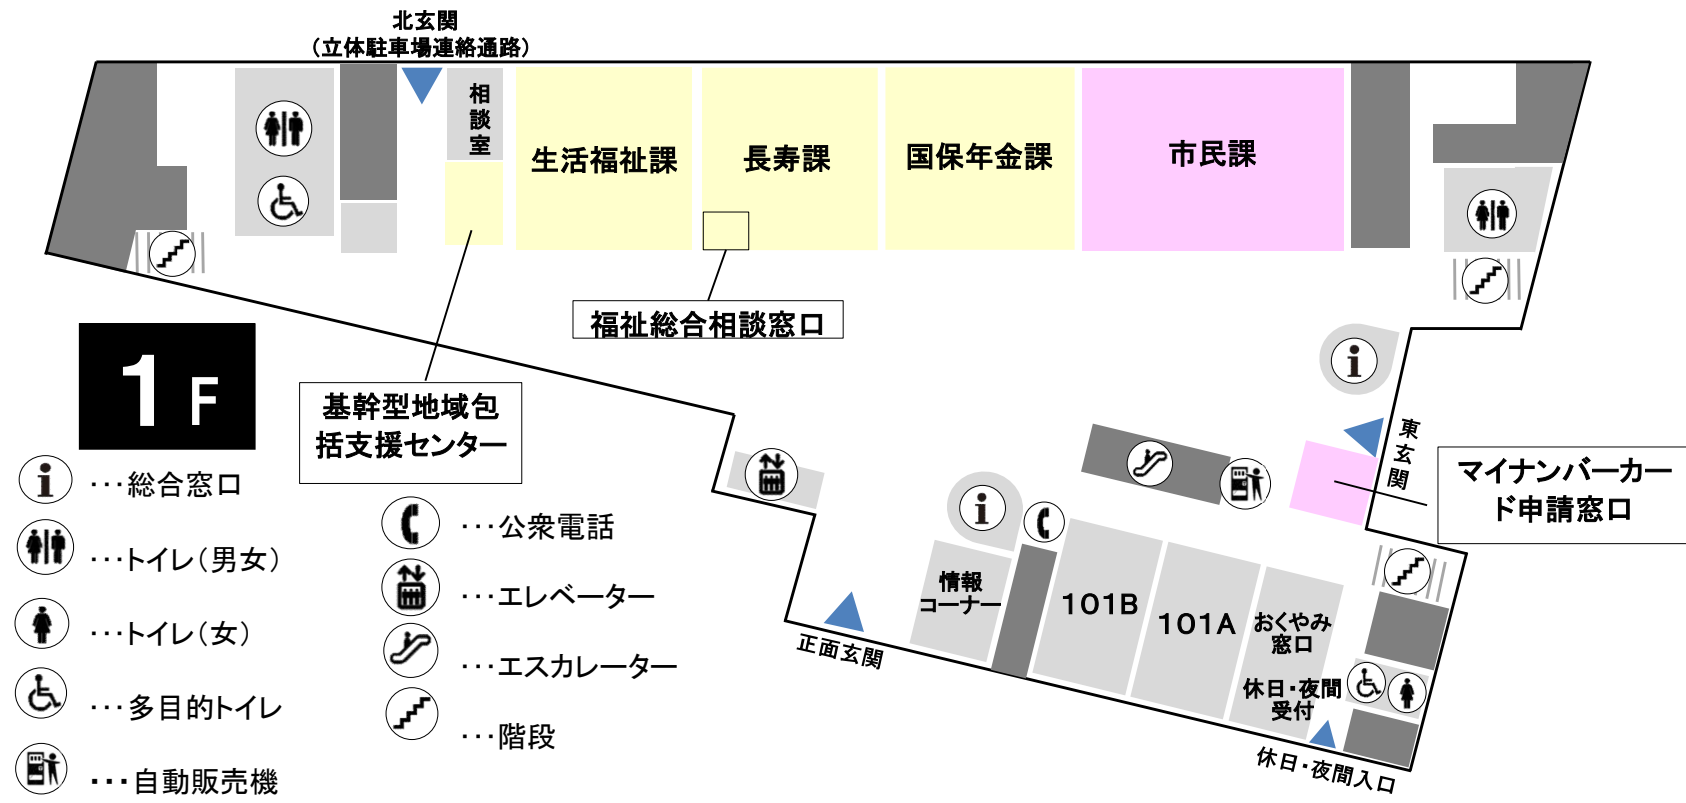 北玄関
（立体駐車場連絡通路）
相談室
生活福祉課
長寿課
国保年金課
市民課
福祉総合相談窓口
1F
基幹型地域包
括支援センター
東玄関
マイナンバーカー
ド申請窓口
…総合窓口
…トイレ（男女）
…トイレ（女）
…多目的トイレ
…自動販売機
…公衆電話
…エレベーター
…エスカレーター
…階段
情報
コーナー
101B
101A
おくやみ
窓口
休日・夜間
受付
正面玄関
休日・夜間入口